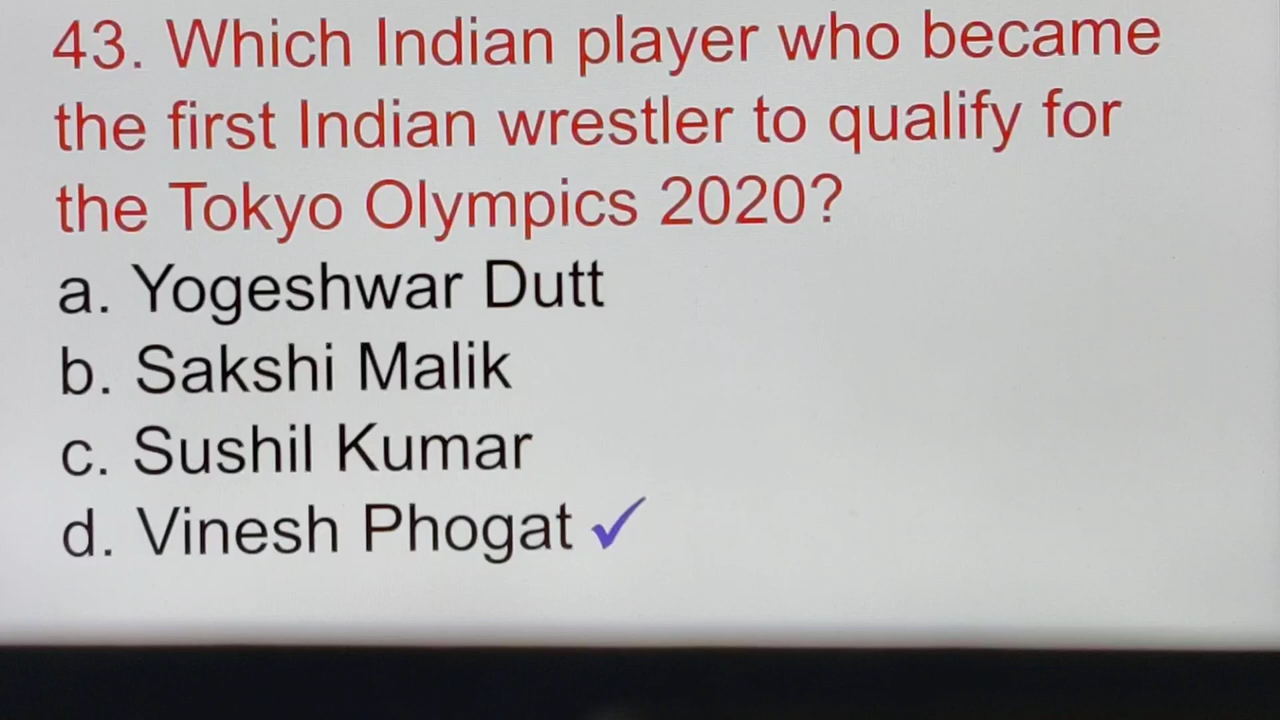 43. Which Indian player who became
the first Indian wrestler to qualify for
the Tokyo Olympics 2020?
a. Yogeshwar Dutt
b. Sakshi Malik
c. Sushil Kumar
d. Vinesh Phogat ✓